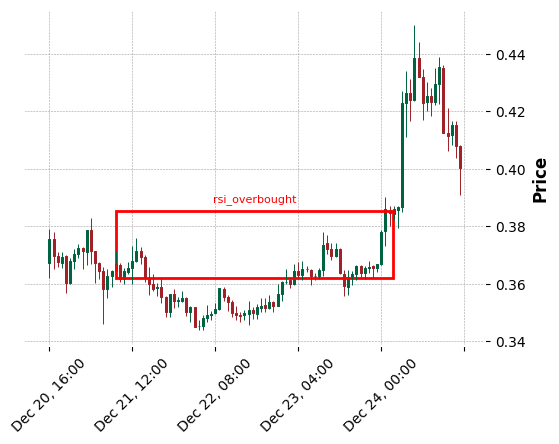 0.44
0.42
0.40
Price
rsi_overbought
0.38
0.36
0.34
Dec 20, 16:00
Dec 21, 12:00
Dec 22, 08:00
Dec 23, 04:00
Dec 24, 00:00